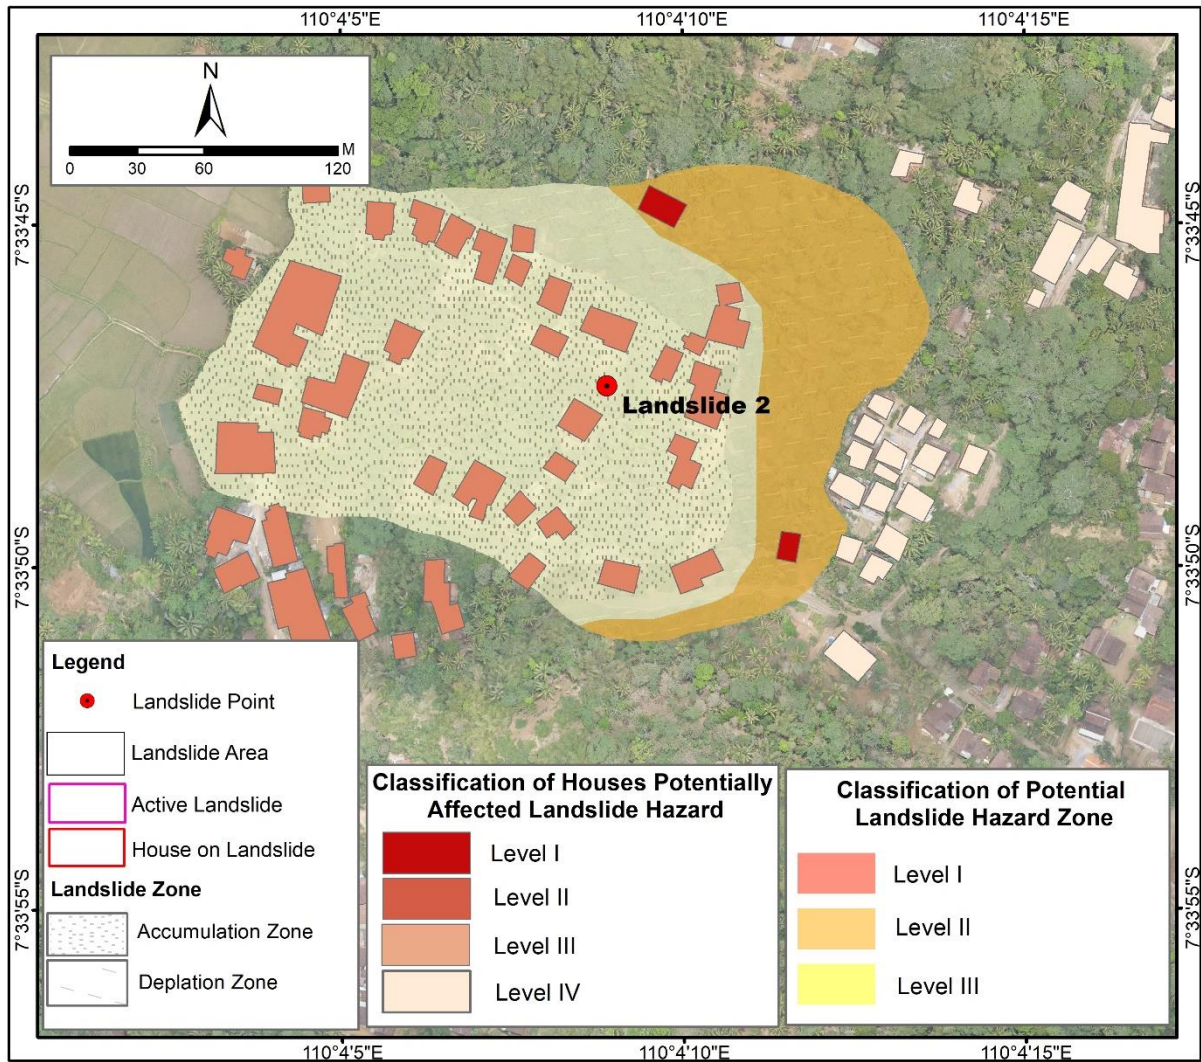 110°4'5"E 110°4'10"E 110°4'15"E
N
0 30 60 120 M
7°33'45"S 7°33'45"S
Landslide 2
7°33'50"S 7°33'50"S
7°33'55"S 7°33'55"S
Legend
Landslide Point
Landslide Area
Active Landslide
House on Landslide
Landslide Zone
Accumulation Zone
Deplation Zone
Classification of Houses Potentially
Affected Landslide Hazard
Level I
Level II
Level III
Level IV
Classification of Potential
Landslide Hazard Zone
Level I
Level II
Level III
110°4'5"E 110°4'10"E 110°4'15"E